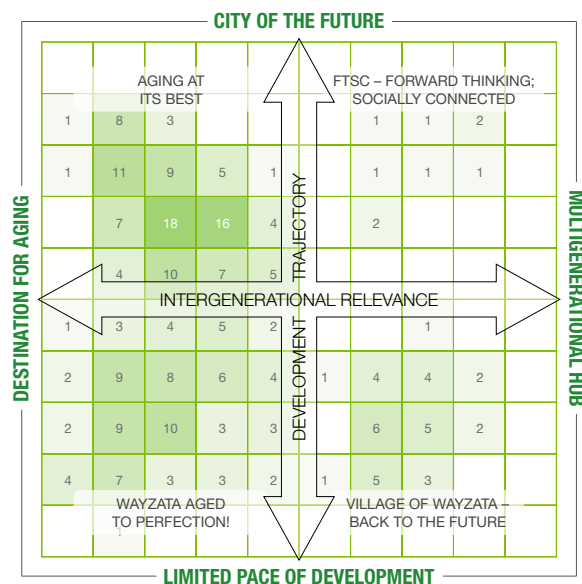 CITY OF THE FUTURE
AGING AT
ITS BEST
FTSC – FORWARD THINKING;
SOCIALLY CONNECTED
1 8 3 1 1 2
1 11 9 5 1 1 1 1
7 18 16 4 2
4 10 7 5
DESTINATION FOR AGING
INTERGENERATIONAL RELEVANCE
MULTIGENERATIONAL HUB
DEVELOPMENT TRAJECTORY
1 3 4 5 2 1
2 9 8 6 4 1 4 4 2
2 9 10 3 3 6 5 2
4 7 3 3 2 1 5 3
WAYZATA AGED
TO PERFECTION!
VILLAGE OF WAYZATA –
BACK TO THE FUTURE
1
LIMITED PACE OF DEVELOPMENT